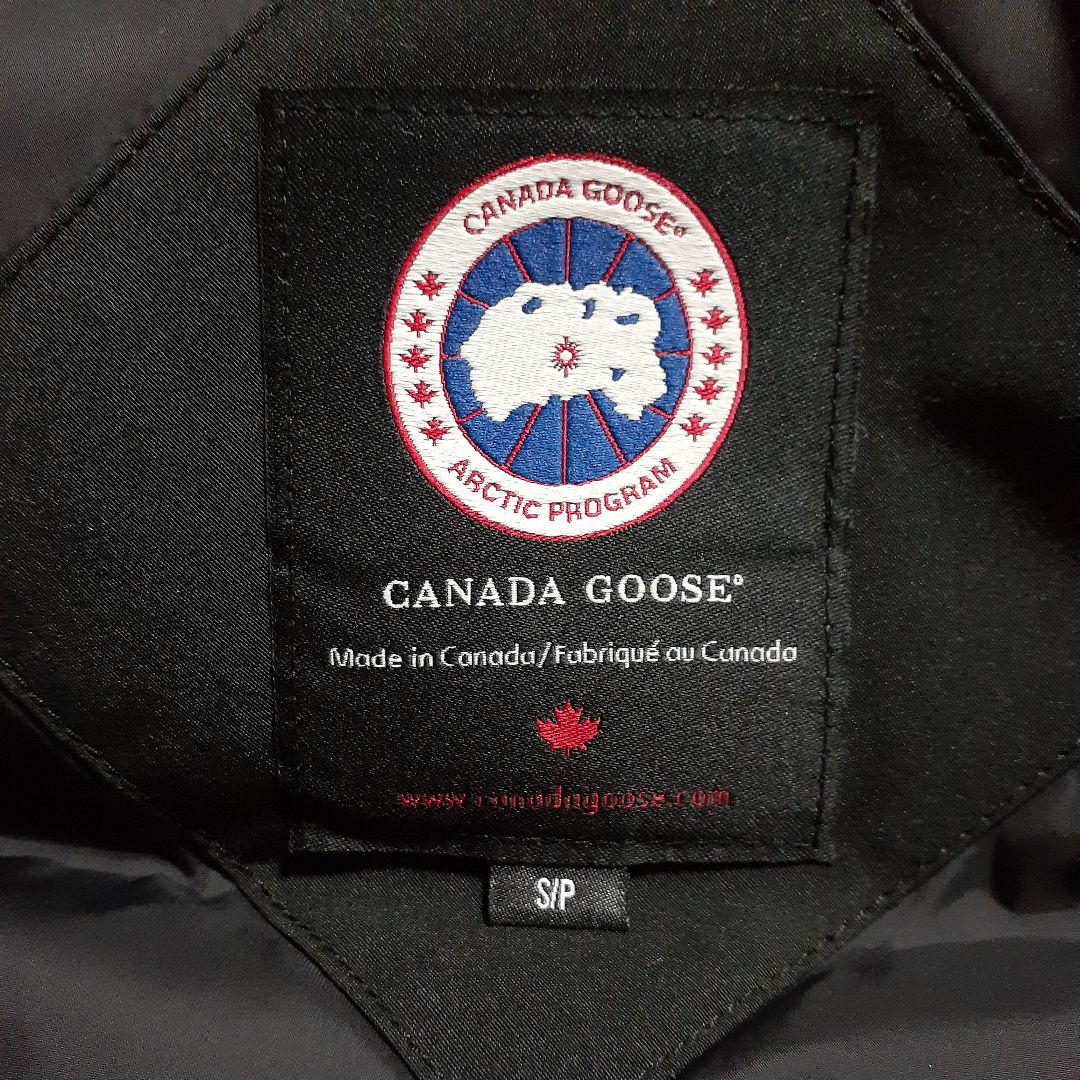 CANADA GOOSE®
ARCTIC PROGRAM
CANADA GOOSE®
Made in Canada/Fabriqué au Canada
www.canadagoose.com
S/P